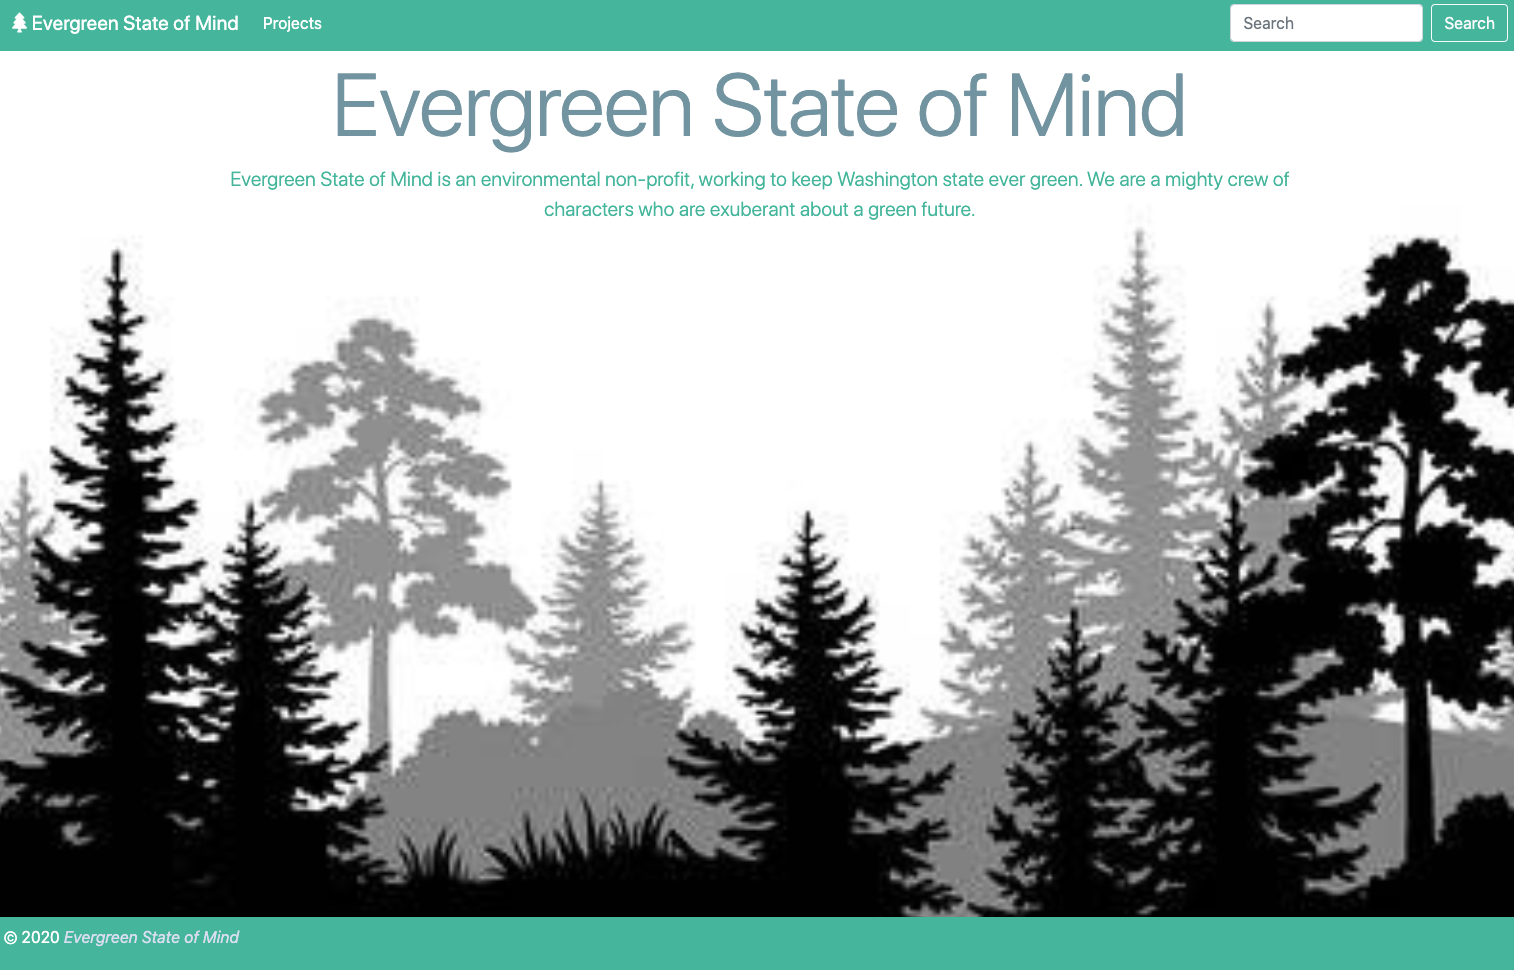 Evergreen State of Mind Projects Search Search
Evergreen State of Mind
Evergreen State of Mind is an environmental non-profit, working to keep Washington state ever green. We are a mighty crew of
characters who are exuberant about a green future.
© 2020 Evergreen State of Mind